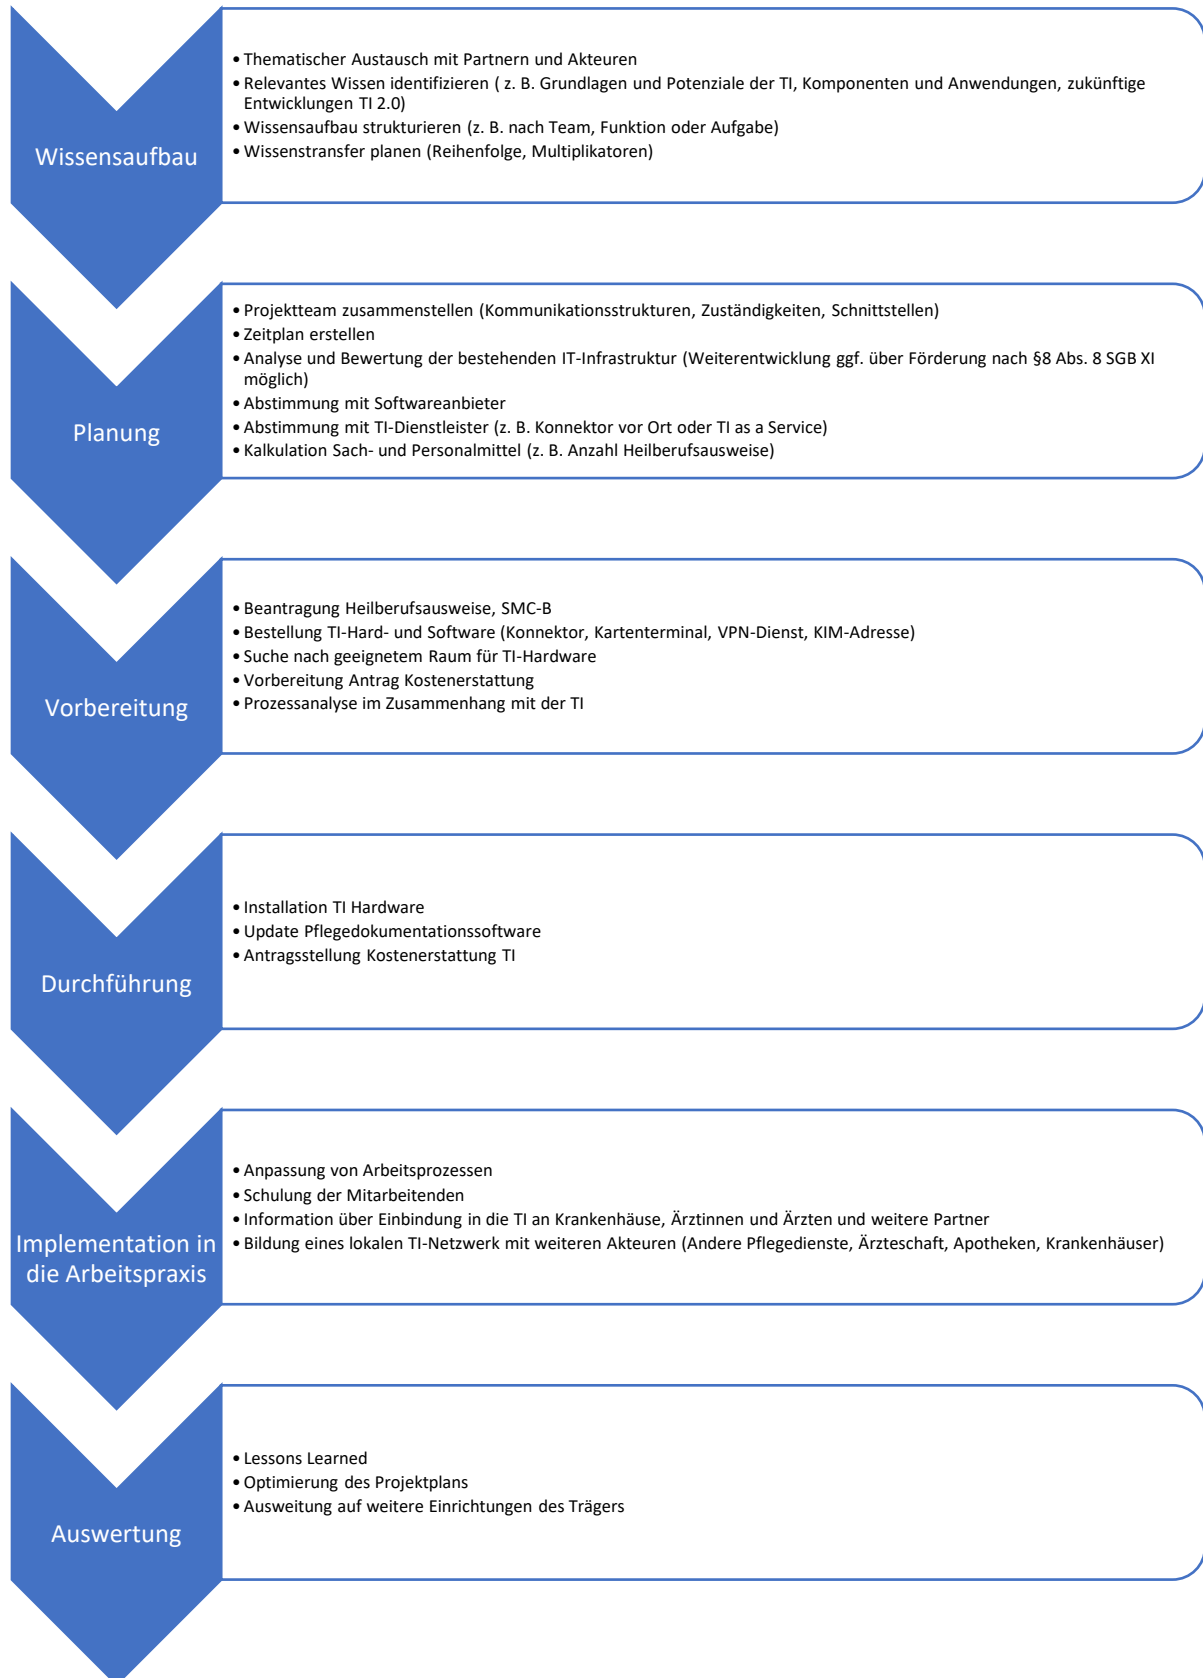 Wissensaufbau
• Thematischer Austausch mit Partnern und Akteuren
• Relevantes Wissen identifizieren ( z. B. Grundlagen und Potenziale der TI, Komponenten und Anwendungen, zukünftige
Entwicklungen TI 2.0)
• Wissensaufbau strukturieren (z. B. nach Team, Funktion oder Aufgabe)
• Wissenstransfer planen (Reihenfolge, Multiplikatoren)
Planung
• Projektteam zusammenstellen (Kommunikationsstrukturen, Zuständigkeiten, Schnittstellen)
• Zeitplan erstellen
• Analyse und Bewertung der bestehenden IT-Infrastruktur (Weiterentwicklung ggf. über Förderung nach §8 Abs. 8 SGB XI
möglich)
• Abstimmung mit Softwareanbieter
• Abstimmung mit TI-Dienstleister (z. B. Konnektor vor Ort oder TI as a Service)
• Kalkulation Sach- und Personalmittel (z. B. Anzahl Heilberufsausweise)
Vorbereitung
• Beantragung Heilberufsausweise, SMC-B
• Bestellung TI-Hard- und Software (Konnektor, Kartenterminal, VPN-Dienst, KIM-Adresse)
• Suche nach geeignetem Raum für TI-Hardware
• Vorbereitung Antrag Kostenerstattung
• Prozessanalyse im Zusammenhang mit der TI
Durchführung
• Installation TI Hardware
• Update Pflegedokumentationssoftware
• Antragsstellung Kostenerstattung TI
Implementation in
die Arbeitspraxis
• Anpassung von Arbeitsprozessen
• Schulung der Mitarbeitenden
• Information über Einbindung in die TI an Krankenhäuse, Ärztinnen und Ärzten und weitere Partner
• Bildung eines lokalen TI-Netzwerk mit weiteren Akteuren (Andere Pflegedienste, Ärzteschaft, Apotheken, Krankenhäuser)
Auswertung
• Lessons Learned
• Optimierung des Projektplans
• Ausweitung auf weitere Einrichtungen des Trägers